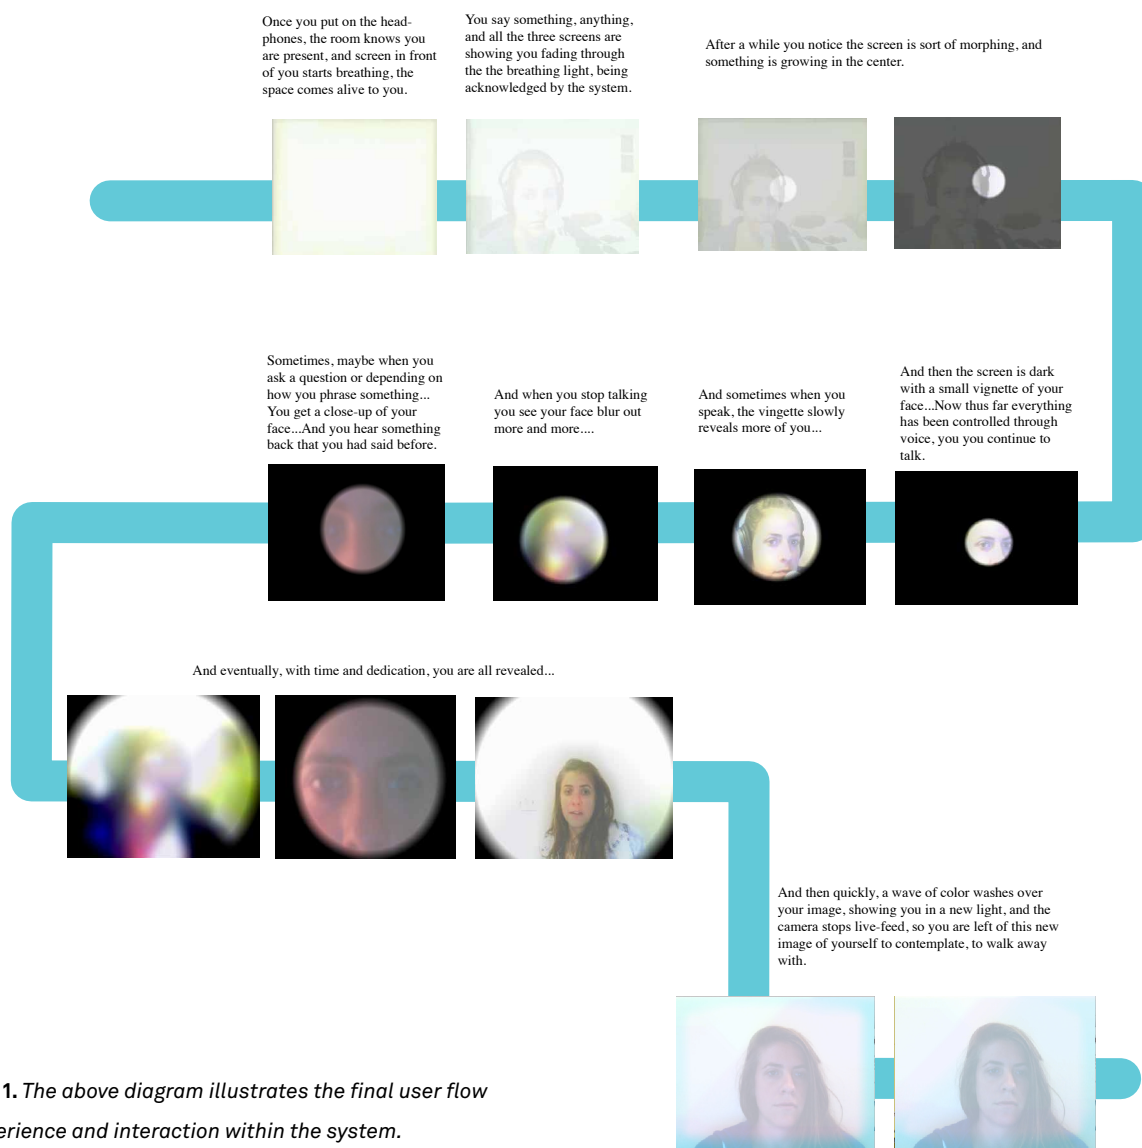 Once you put on the head-
phones, the room knows you
are present, and screen in front
of you starts breathing, the
space comes alive to you.
You say something, anything,
and all the three screens are
showing you fading through
the the breathing light, being
acknowledged by the system.
After a while you notice the screen is sort of morphing, and
something is growing in the center.
And then the screen is dark
with a small vignette of your
face...Now thus far everything
has been controlled through
voice, you you continue to
talk.
And sometimes when you
speak, the vingette slowly
reveals more of you...
And when you stop talking
you see your face blur out
more and more....
Sometimes, maybe when you
ask a question or depending on
how you phrase something...
You get a close-up of your
face...And you hear something
back that you had said before.
And eventually, with time and dedication, you are all revealed...
And then quickly, a wave of color washes over
your image, showing you in a new light, and the
camera stops live-feed, so you are left of this new
image of yourself to contemplate, to walk away
with.
1. The above diagram illustrates the final user flow
erience and interaction within the system.